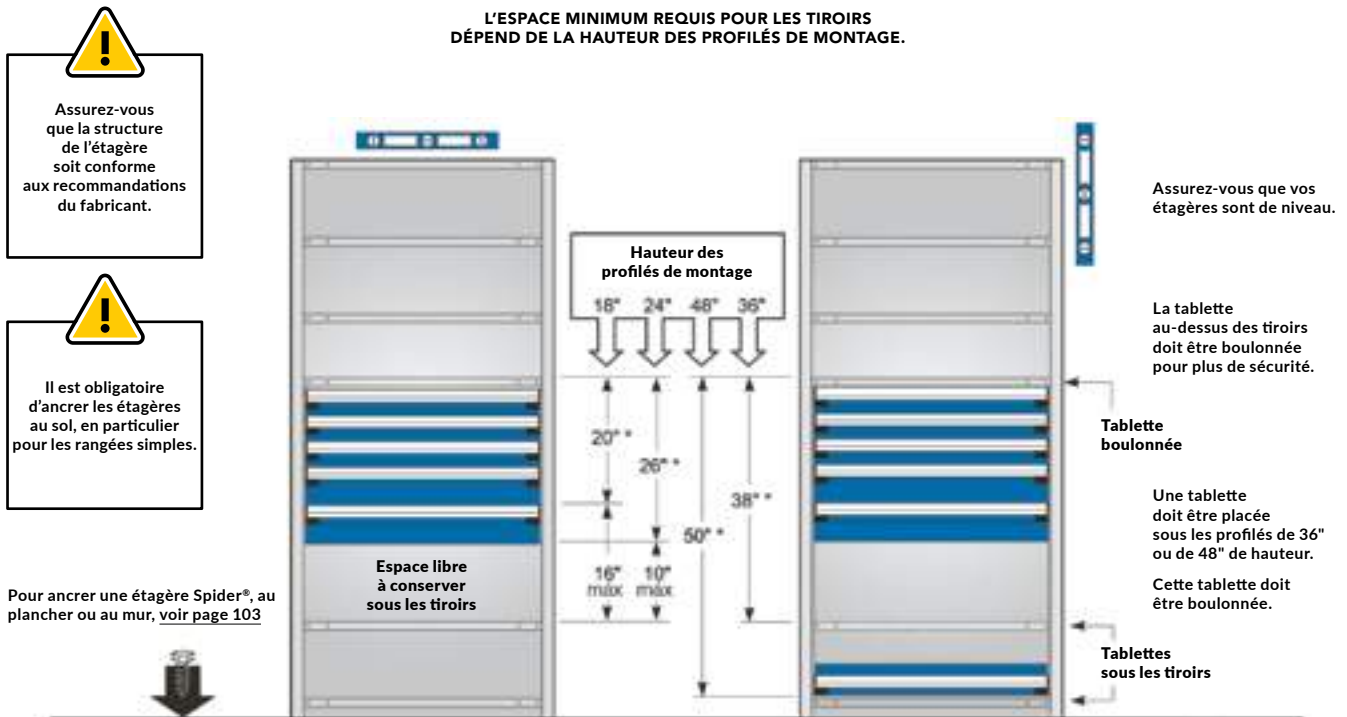 L'ESPACE MINIMUM REQUIS POUR LES TIROIRS
DÉPEND DE LA HAUTEUR DES PROFILÉS DE MONTAGE.
Assurez-vous
que la structure
de l'étagère
soit conforme
aux recommandations
du fabricant.
Il est obligatoire
d'ancrer les étagères
au sol, en particulier
pour les rangées simples.
Pour ancrer une étagère Spider®, au
plancher ou au mur, voir page 103
Hauteur des
profilés de montage
18" 24" 48" 36"
20" *
26" *
38" *
50" *
16" 10"
max max
Espace libre
à conserver
sous les tiroirs
Assurez-vous que vos
étagères sont de niveau.
La tablette
au-dessus des tiroirs
doit être boulonnée
pour plus de sécurité.
Tablette
boulonnée
Une tablette
doit être placée
sous les profilés de 36"
ou de 48" de hauteur.
Cette tablette doit
être boulonnée.
Tablettes
sous les tiroirs